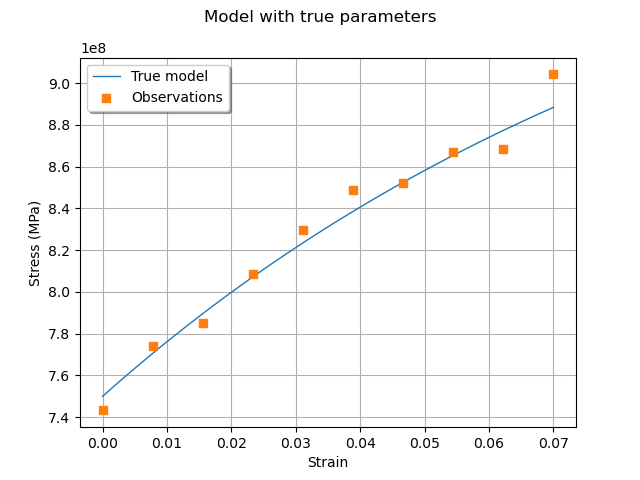 Model with true parameters
1e8
True model
Observations
9.0
8.8
8.6
8.4
8.2
8.0
7.8
7.6
7.4
Stress (MPa)
0.00 0.01 0.02 0.03 0.04 0.05 0.06 0.07
Strain